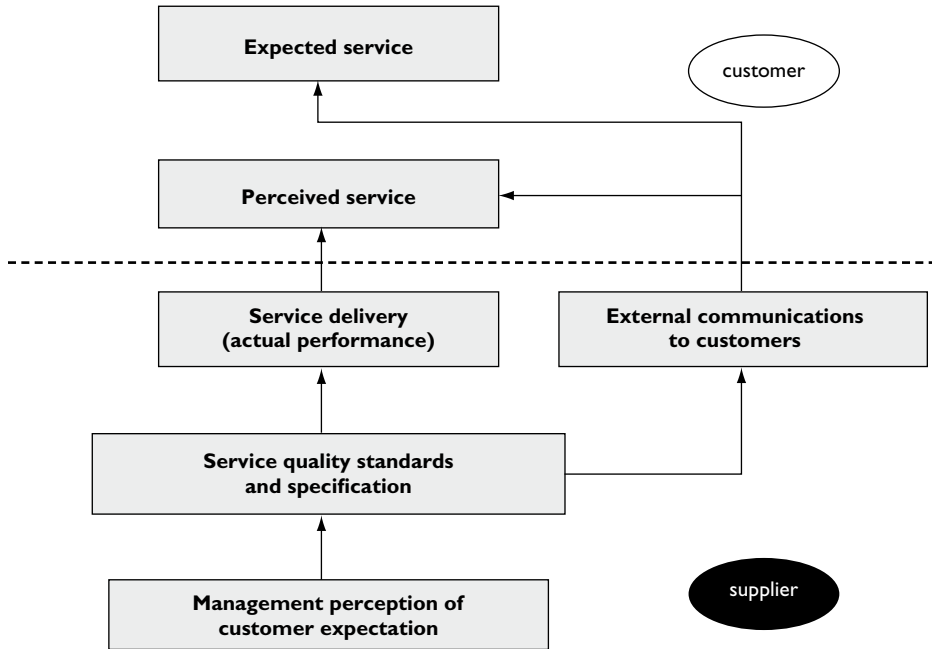 Expected service
customer
Perceived service
Service delivery
(actual performance)
External communications
to customers
Service quality standards
and specification
Management perception of
customer expectation
supplier